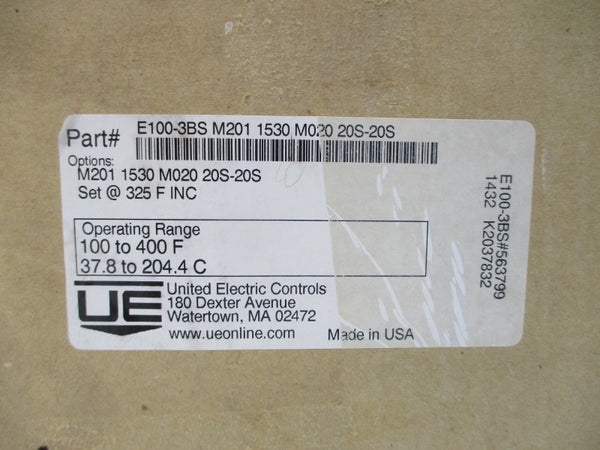 Part# E100-3BS M201 1530 M020 20S-20S
Options:
M201 1530 M020 20S-20S
Set @ 325 F INC
Operating Range
100 to 400 F
37.8 to 204.4 C
UE
United Electric Controls
180 Dexter Avenue
Watertown, MA 02472
www.ueonline.com
Made in USA
E100-3BS#563799
1432 K2037832